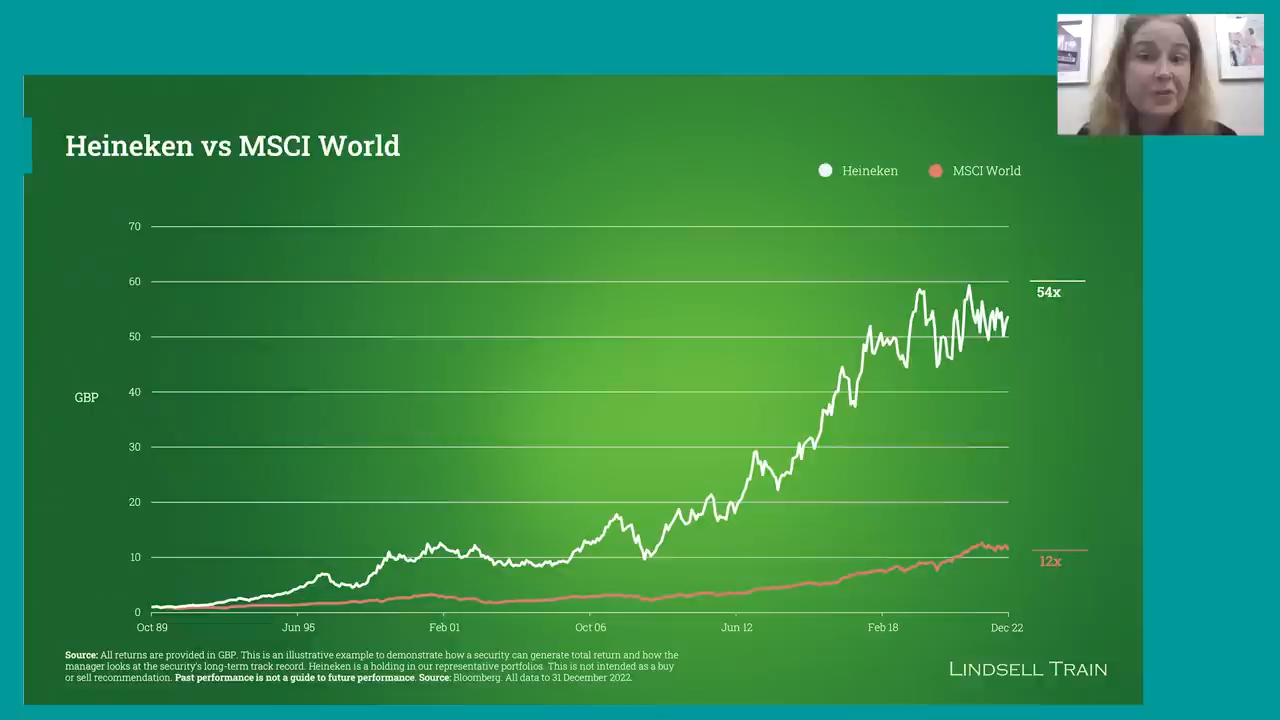 Heineken vs MSCI World
Heineken
MSCI World
70
60
50
40
30
20
10
0
GBP
54x
12x
Oct 89
Jun 95
Feb 01
Oct 06
Jun 12
Feb 18
Dec 22
Source: All returns are provided in GBP. This is an illustrative example to demonstrate how a security can generate total return and how the
manager looks at the security's long-term track record. Heineken is a holding in our representative portfolios. This is not intended as a buy
or sell recommendation. Past performance is not a guide to future performance. Source: Bloomberg. All data to 31 December 2022.
LINDSELL TRAIN